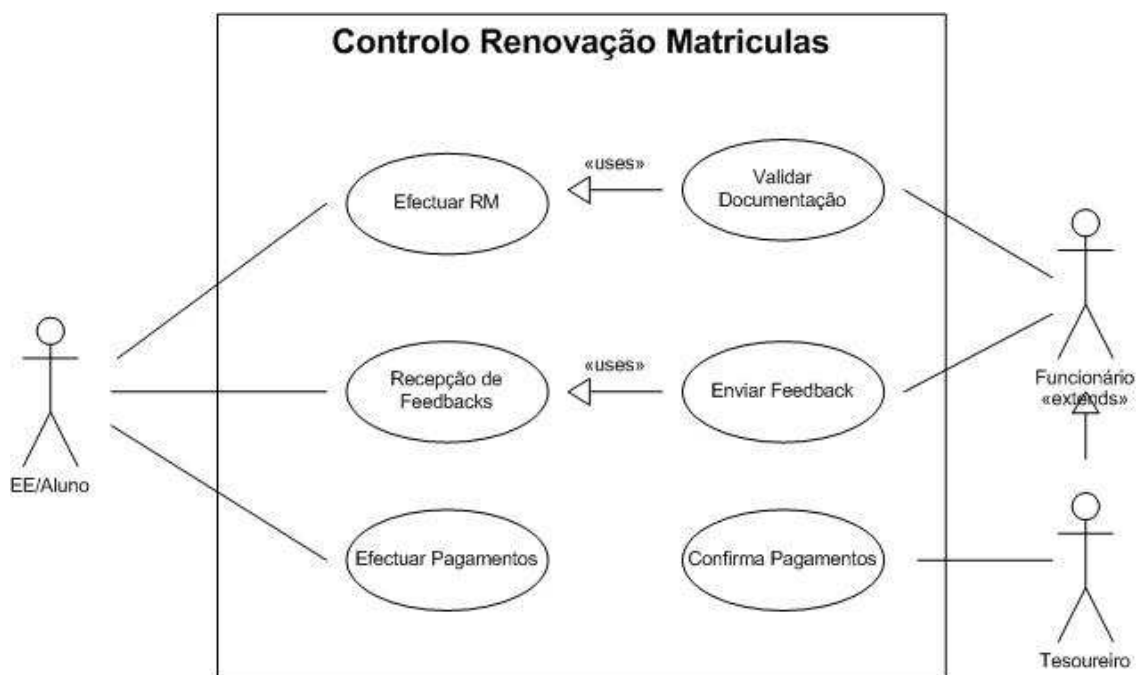 Controlo Renovação Matriculas
Efectuar RM
«uses»
Validar
Documentação
Recepção de
Feedbacks
«uses»
Enviar Feedback
Funcionário
«extends»
EE/Aluno
Efectuar Pagamentos
Confirma Pagamentos
Tesoureiro